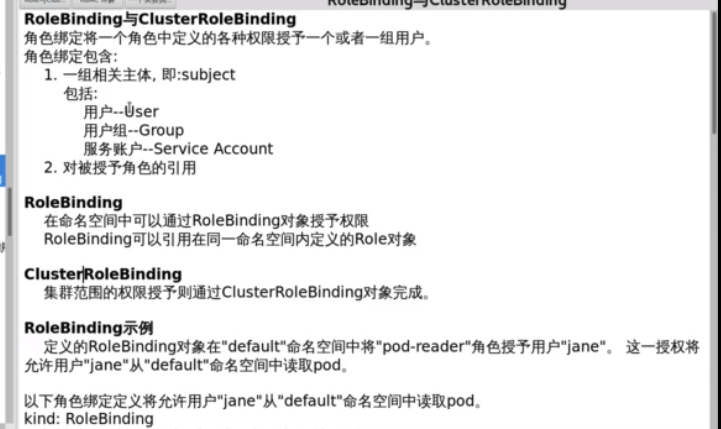 RoleBinding与ClusterRoleBinding
RoleBinding与ClusterRoleBinding
角色绑定将一个角色中定义的各种权限授予一个或者一组用户。
角色绑定包含:
1. 一组相关主体, 即:subject
包括:
用户--User
用户组--Group
服务账户--Service Account
2. 对被授予角色的引用
RoleBinding
在命名空间中可以通过RoleBinding对象授予权限
RoleBinding可以引用在同一命名空间内定义的Role对象
ClusterRoleBinding
集群范围的权限授予则通过ClusterRoleBinding对象完成。
RoleBinding示例
定义的RoleBinding对象在"default"命名空间中将"pod-reader"角色授予用户"jane"。 这一授权将
允许用户"jane"从"default"命名空间中读取pod。
以下角色绑定定义将允许用户"jane"从"default"命名空间中读取pod。
kind: RoleBinding